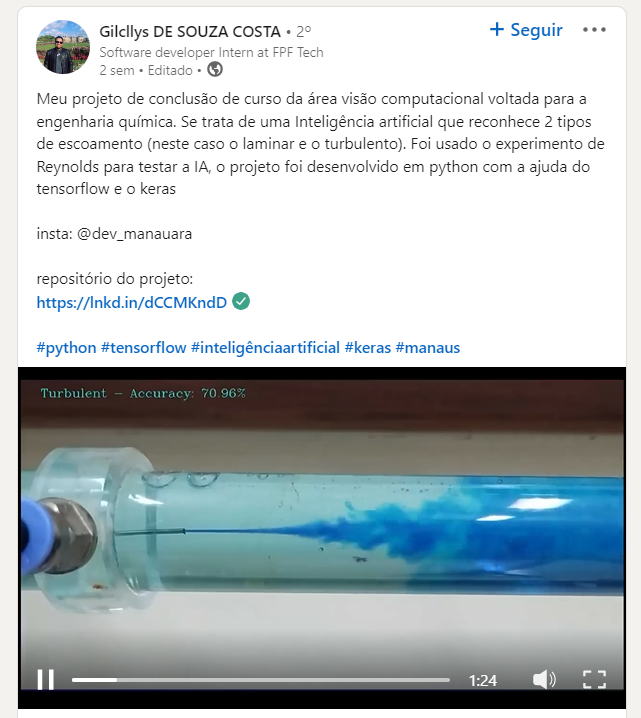 Gilcllys DE SOUZA COSTA • 2º
+ Seguir
Software developer Intern at FPF Tech
2 sem • Editado •
Meu projeto de conclusão de curso da área visão computacional voltada para a
engenharia química. Se trata de uma Inteligência artificial que reconhece 2 tipos
de escoamento (neste caso o laminar e o turbulento). Foi usado o experimento de
Reynolds para testar a IA, o projeto foi desenvolvido em python com a ajuda do
tensorflow e o keras
insta: @dev_manauara
repositório do projeto:
https://lnkd.in/dCCMKndD
#python #tensorflow #inteligênciaartificial #keras #manaus
Turbulent - Accuracy: 70.96%
1:24